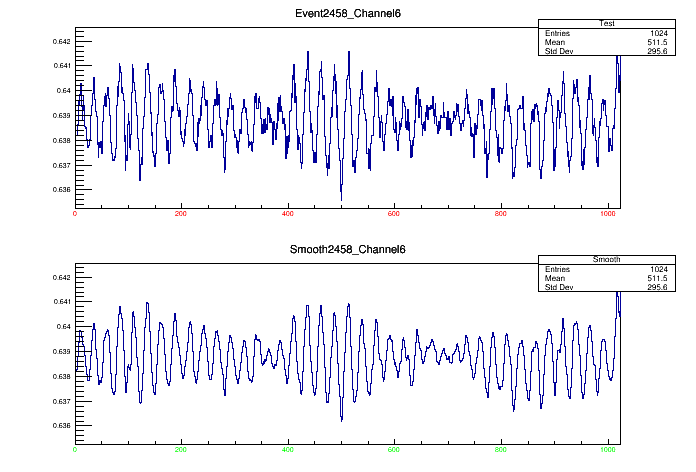 Event2458_Channel6
Test
Entries 1024
Mean 511.5
Std Dev 295.6
0.642
0.641
0.64
0.639
0.638
0.637
0.636
0 200 400 600 800 1000
Smooth2458_Channel6
Smooth
Entries 1024
Mean 511.5
Std Dev 295.6
0.642
0.641
0.64
0.639
0.638
0.637
0.636
0 200 400 600 800 1000